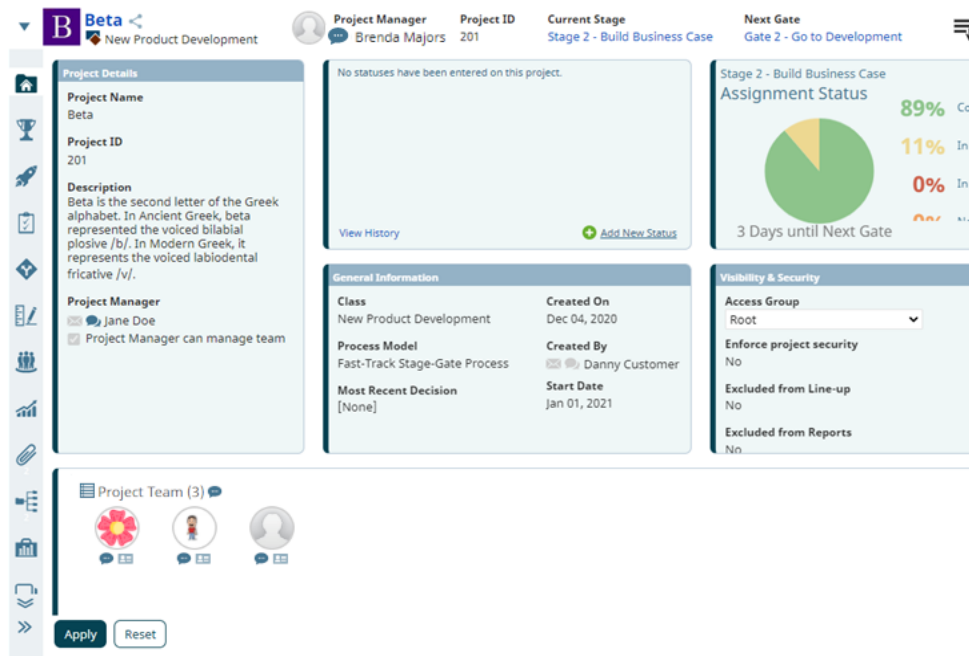 B
Beta
New Product Development
Project Manager
Brenda Majors
Project ID
201
Current Stage
Stage 2 - Build Business Case
Next Gate
Gate 2 - Go to Development
Project Details
Project Name
Beta
Project ID
201
Description
Beta is the second letter of the Greek
alphabet. In Ancient Greek, beta
represented the voiced bilabial
plosive /b/. In Modern Greek, it
represents the voiced labiodental
fricative /v/.
Project Manager
Jane Doe
Project Manager can manage team
No statuses have been entered on this project.
View History
Add New Status
Stage 2 - Build Business Case
Assignment Status
89% Co
11% In
0% In
0%
3 Days until Next Gate
General Information
Class
New Product Development
Process Model
Fast-Track Stage-Gate Process
Most Recent Decision
[None]
Created On
Dec 04, 2020
Created By
Danny Customer
Start Date
Jan 01, 2021
Visibility & Security
Access Group
Root
Enforce project security
No
Excluded from Line-up
No
Excluded from Reports
No
Project Team (3)
Apply
Reset